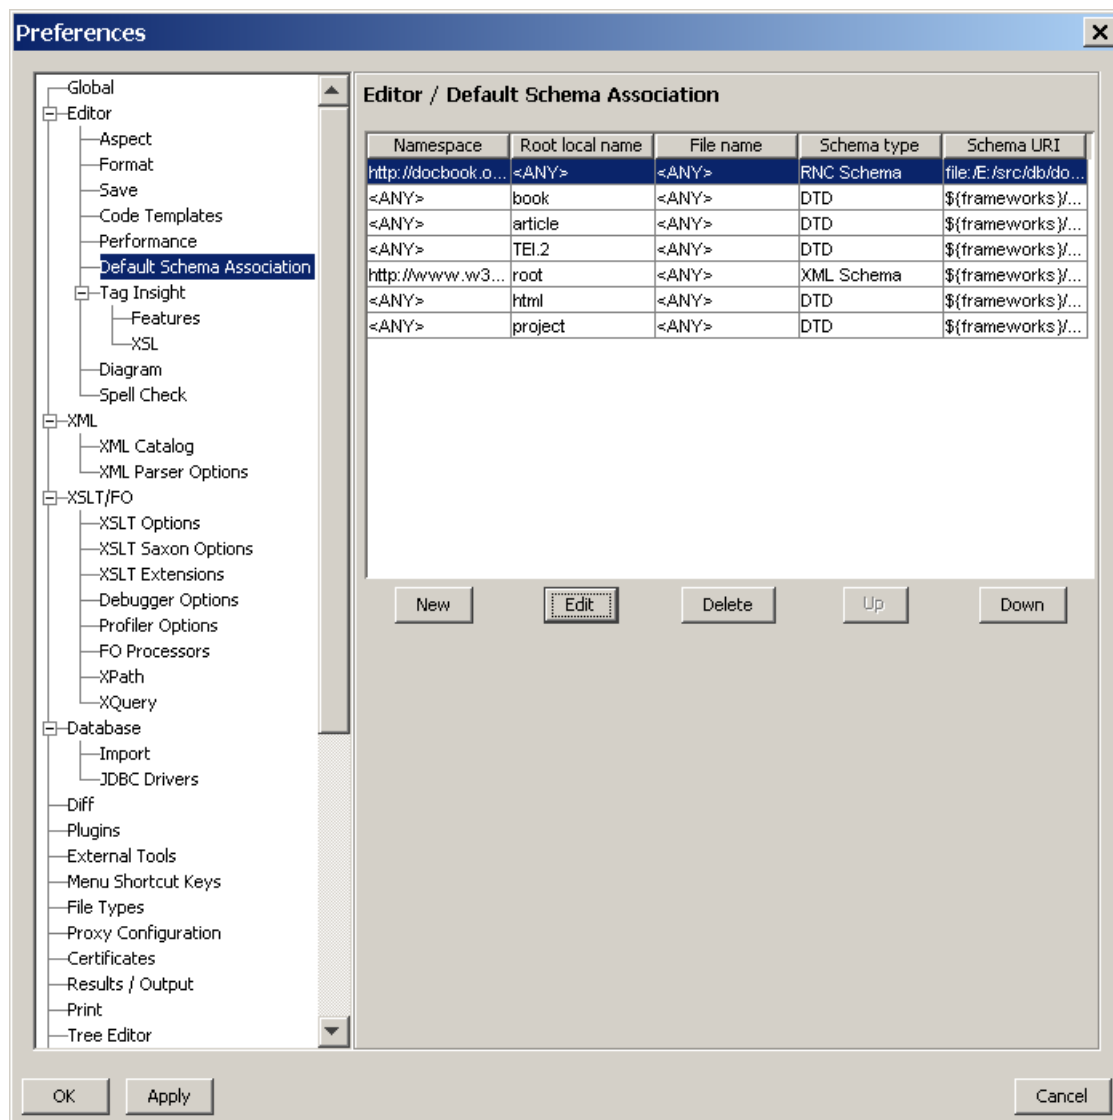 Preferences
Global
Editor
Aspect
Format
Save
Code Templates
Performance
Default Schema Association
Tag Insight
Features
XSL
Diagram
Spell Check
XML
XML Catalog
XML Parser Options
XSLT/FO
XSLT Options
XSLT Saxon Options
XSLT Extensions
Debugger Options
Profiler Options
FO Processors
XPath
XQuery
Database
Import
JDBC Drivers
Diff
Plugins
External Tools
Menu Shortcut Keys
File Types
Proxy Configuration
Certificates
Results / Output
Print
Tree Editor
Editor / Default Schema Association
Namespace Root local name File name Schema type Schema URI
http://docbook.o... <ANY> <ANY> RNC Schema file:/E:/src/db/do...
<ANY> book <ANY> DTD ${frameworks}/...
<ANY> article <ANY> DTD ${frameworks}/...
<ANY> TEI.2 <ANY> DTD ${frameworks}/...
http://www.w3... root <ANY> XML Schema ${frameworks}/...
<ANY> html <ANY> DTD ${frameworks}/...
<ANY> project <ANY> DTD ${frameworks}/...
New Edit Delete Up Down
OK Apply Cancel